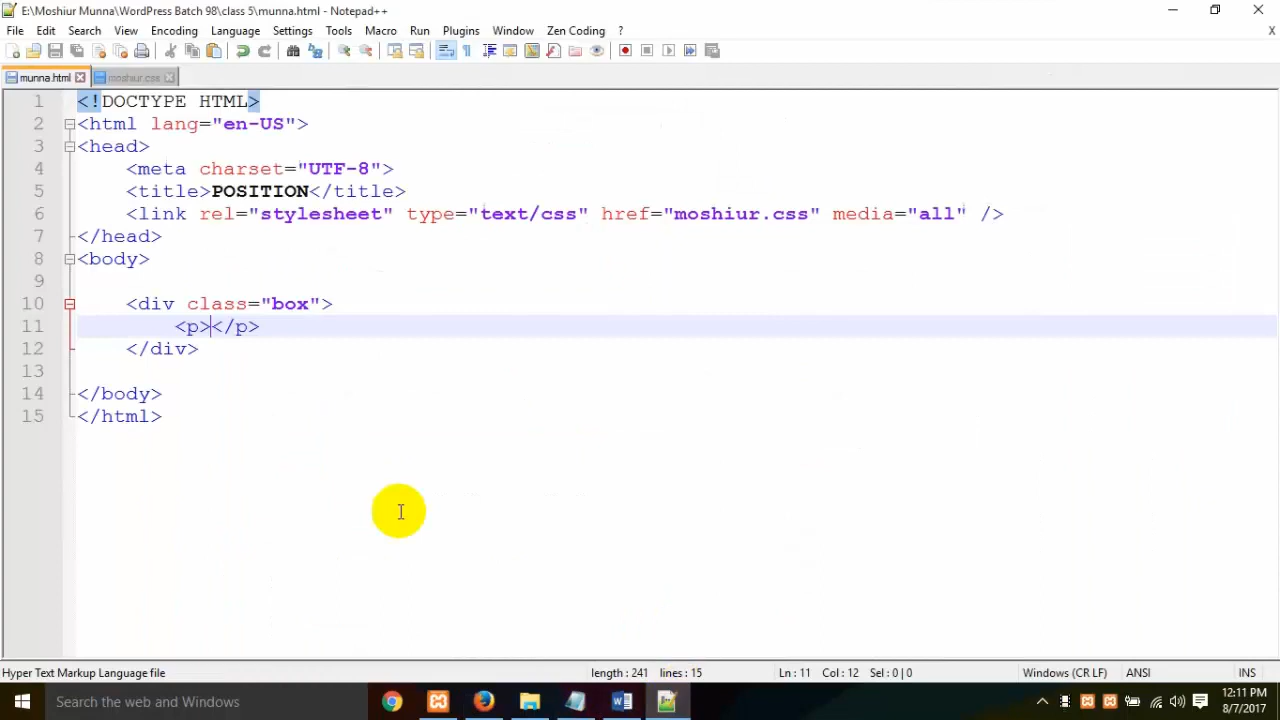 E:\Moshiur Munna\WordPress Batch 98\class 5\munna.html - Notepad++
File Edit Search View Encoding Language Settings Tools Macro Run Plugins Window Zen Coding ? X
munna.html moshiur.css
1 <!DOCTYPE HTML>
2 <html lang="en-US">
3 <head>
4 <meta charset="UTF-8">
5 <title>POSITION</title>
6 <link rel="stylesheet" type="text/css" href="moshiur.css" media="all" />
7 </head>
8 <body>
9
10 <div class="box">
11 <p></p>
12 </div>
13
14 </body>
15 </html>
Hyper Text Markup Language file length : 241 lines : 15 Ln : 11 Col : 12 Sel : 0 | 0 Windows (CR LF) ANSI INS
Search the web and Windows 12:11 PM
8/7/2017